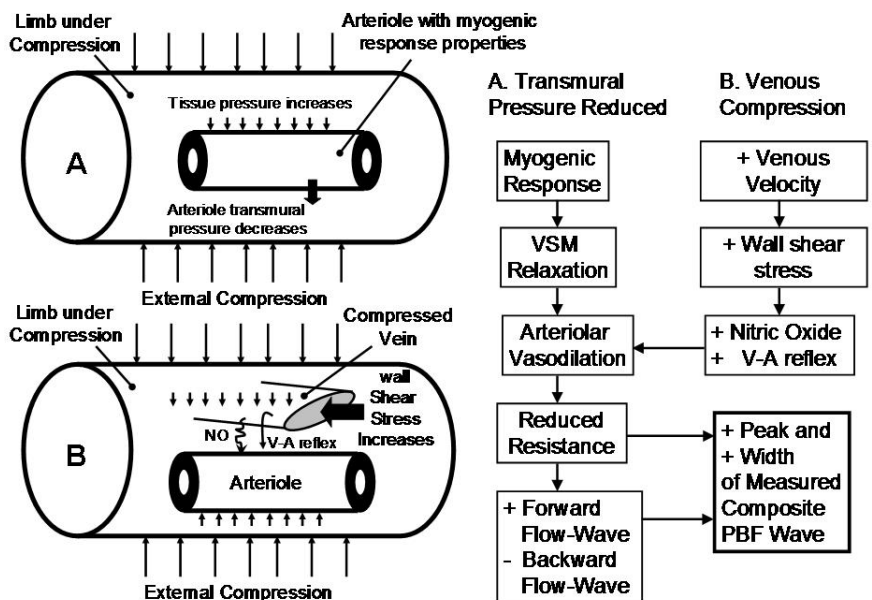 Limb under
Compression
Arteriole with myogenic
response properties
Tissue pressure increases
A
Arteriole transmural
pressure decreases
External Compression
Limb under
Compression
Compressed
Vein
wall
Shear
Stress
Increases
NO
V-A reflex
B
Arteriole
External Compression
A. Transmural
Pressure Reduced
Myogenic
Response
VSM
Relaxation
Arteriolar
Vasodilation
Reduced
Resistance
+ Forward
Flow-Wave
- Backward
Flow-Wave
B. Venous
Compression
+ Venous
Velocity
+ Wall shear
stress
+ Nitric Oxide
+ V-A reflex
+ Peak and
+ Width
of Measured
Composite
PBF Wave